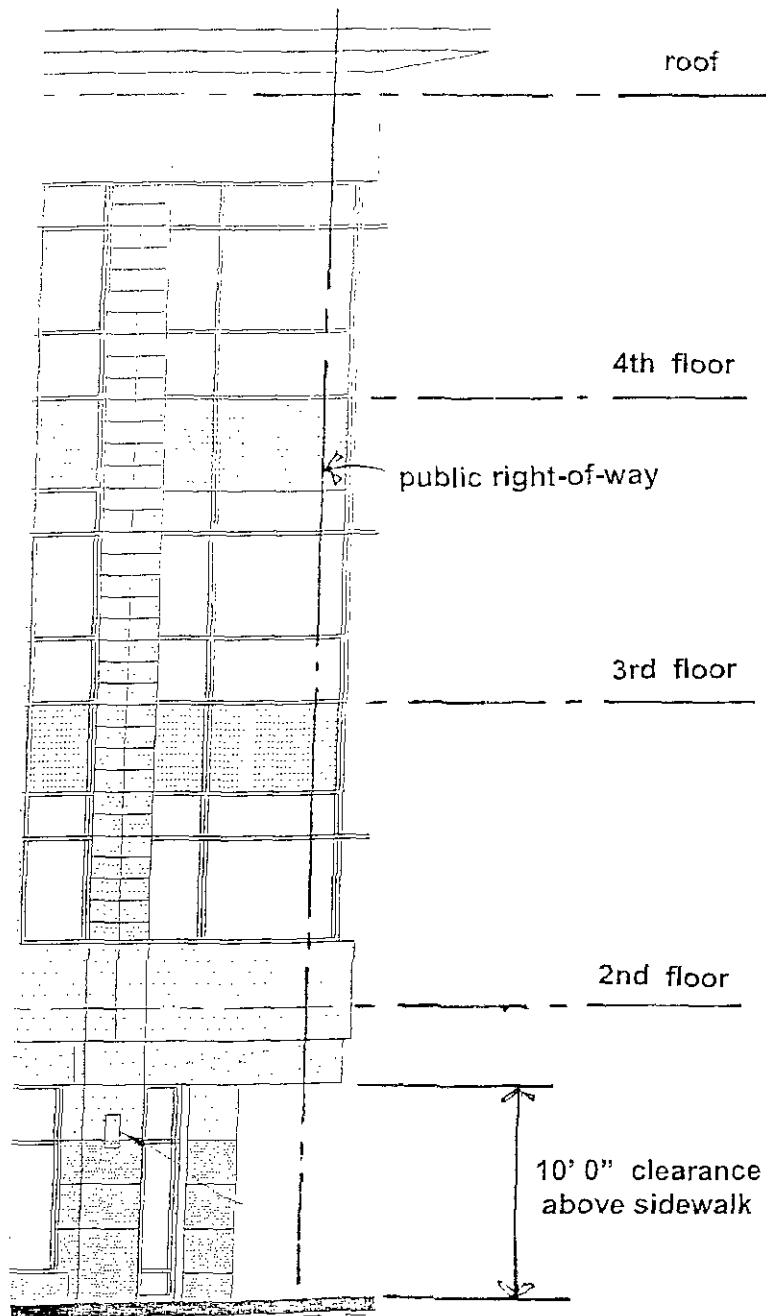 roof
4th floor
public right-of-way
3rd floor
2nd floor
10' 0" clearance
above sidewalk